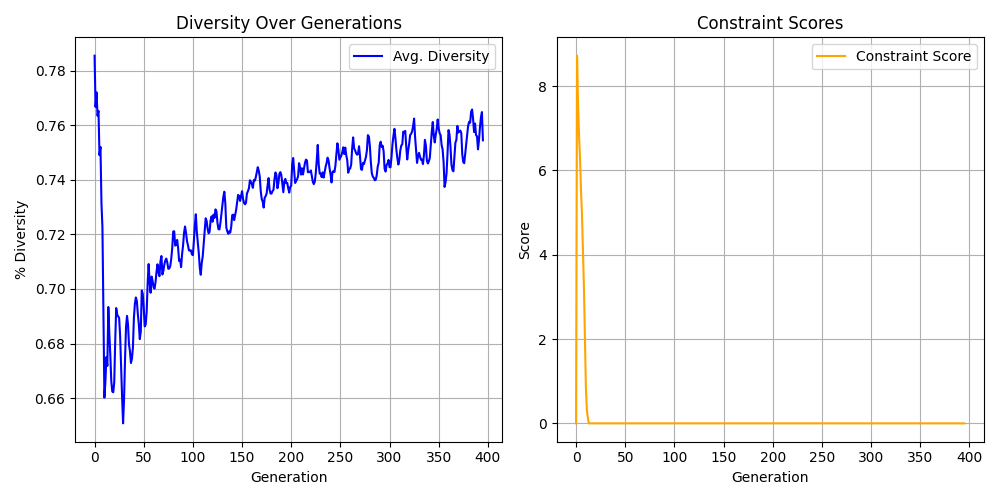 Diversity Over Generations
Avg. Diversity
% Diversity
0.78
0.76
0.74
0.72
0.70
0.68
0.66
0 50 100 150 200 250 300 350 400
Generation
Constraint Scores
Constraint Score
Score
8
6
4
2
0
0 50 100 150 200 250 300 350 400
Generation